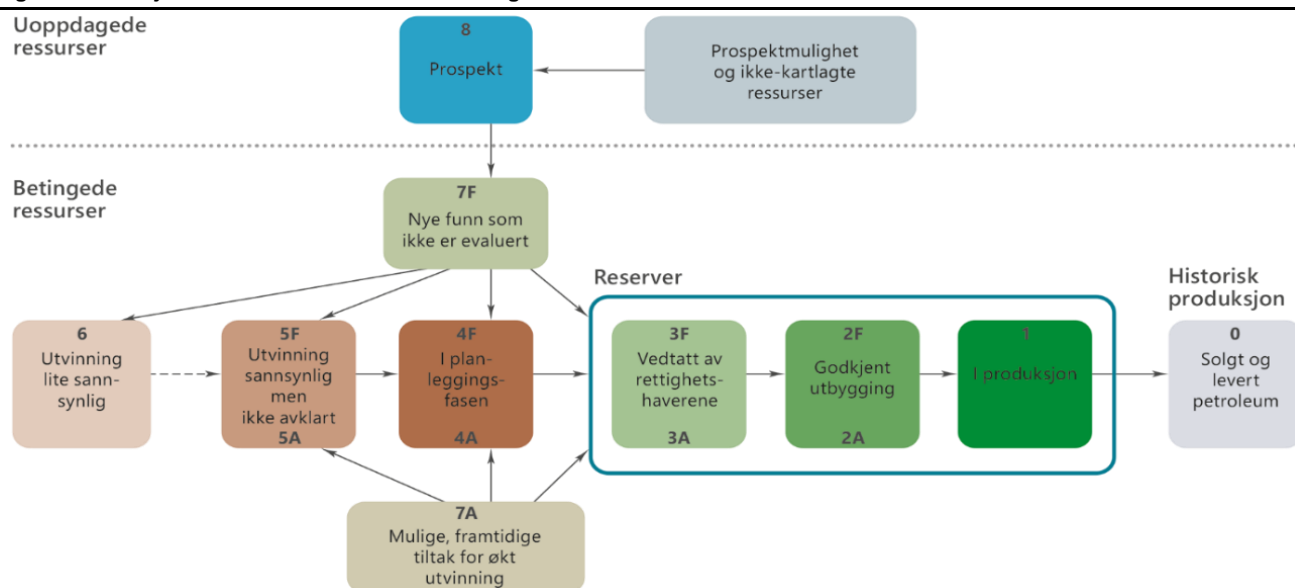 Uoppdagede
ressurser
8
Prospekt
Prospektmulighet
og ikke-kartlagte
ressurser
Betingede
ressurser
7F
Nye funn som
ikke er evaluert
Reserver
Historisk
produksjon
6
Utvinning
lite sann-
synlig
5F
Utvinning
sannsynlig
men
ikke avklart
5A
4F
I plan-
leggings-
fasen
4A
3F
Vedtatt av
rettighets-
haverene
3A
2F
Godkjent
utbygging
2A
1
I produksjon
0
Solgt og
levert
petroleum
7A
Mulige, framtidige
tiltak for økt
utvinning